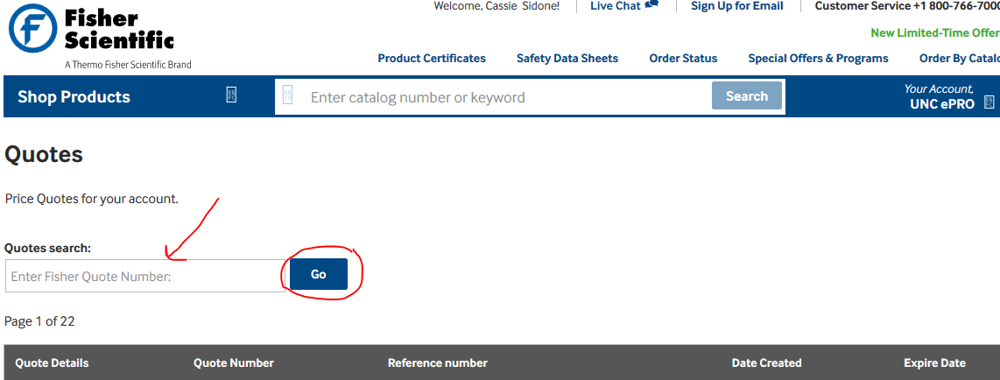 Fisher
Scientific
A Thermo Fisher Scientific Brand
Welcome, Cassie Sidone!
Live Chat
Sign Up for Email
Customer Service +1 800-766-7000
New Limited-Time Offer
Product Certificates
Safety Data Sheets
Order Status
Special Offers & Programs
Order By Catalo
Shop Products
Enter catalog number or keyword
Search
Your Account,
UNC ePRO
Quotes
Price Quotes for your account.
Quotes search:
Enter Fisher Quote Number:
Go
Page 1 of 22
Quote Details
Quote Number
Reference number
Date Created
Expire Date